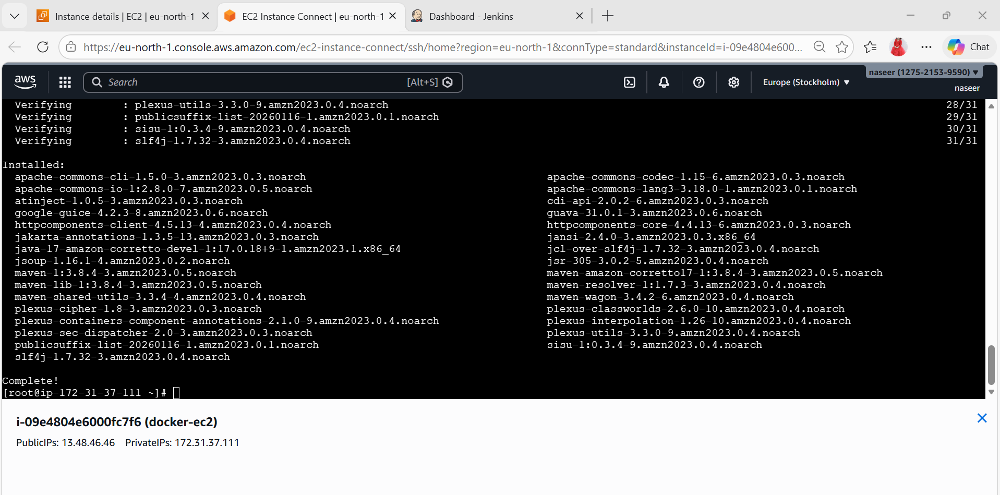 Instance details | EC2 | eu-north-1
EC2 Instance Connect | eu-north-1
Dashboard - Jenkins
https://eu-north-1.console.aws.amazon.com/ec2-instance-connect/ssh/home?region=eu-north-1&connType=standard&instanceId=i-09e4804e600...
Chat
aws
Search
[Alt+S]
Europe (Stockholm)
naseer (1275-2153-9590)
naseer
Verifying : plexus-utils-3.3.0-9.amzn2023.0.4.noarch 28/31
Verifying : publicsuffix-list-20260116-1.amzn2023.0.1.noarch 29/31
Verifying : sisu-1:0.3.4-9.amzn2023.0.4.noarch 30/31
Verifying : slf4j-1.7.32-3.amzn2023.0.4.noarch 31/31
Installed:
apache-commons-cli-1.5.0-3.amzn2023.0.3.noarch apache-commons-codec-1.15-6.amzn2023.0.3.noarch
apache-commons-io-1:2.8.0-7.amzn2023.0.5.noarch apache-commons-lang3-3.18.0-1.amzn2023.0.1.noarch
atinject-1.0.5-3.amzn2023.0.3.noarch cdi-api-2.0.2-6.amzn2023.0.3.noarch
google-guice-4.2.3-8.amzn2023.0.6.noarch guava-31.0.1-3.amzn2023.0.6.noarch
httpcomponents-client-4.5.13-4.amzn2023.0.4.noarch httpcomponents-core-4.4.13-6.amzn2023.0.3.noarch
jakarta-annotations-1.3.5-13.amzn2023.0.3.noarch jansi-2.4.0-3.amzn2023.0.3.x86_64
java-17-amazon-corretto-devel-1:17.0.18+9-1.amzn2023.1.x86_64 jcl-over-slf4j-1.7.32-3.amzn2023.0.4.noarch
jsoup-1.16.1-4.amzn2023.0.2.noarch jsr-305-3.0.2-5.amzn2023.0.4.noarch
maven-1:3.8.4-3.amzn2023.0.5.noarch maven-amazon-corretto17-1:3.8.4-3.amzn2023.0.5.noarch
maven-lib-1:3.8.4-3.amzn2023.0.5.noarch maven-resolver-1:1.7.3-3.amzn2023.0.4.noarch
maven-shared-utils-3.3.4-4.amzn2023.0.4.noarch maven-wagon-3.4.2-6.amzn2023.0.4.noarch
plexus-cipher-1.8-3.amzn2023.0.3.noarch plexus-classworlds-2.6.0-10.amzn2023.0.4.noarch
plexus-containers-component-annotations-2.1.0-9.amzn2023.0.4.noarch plexus-interpolation-1.26-10.amzn2023.0.4.noarch
plexus-sec-dispatcher-2.0-3.amzn2023.0.3.noarch plexus-utils-3.3.0-9.amzn2023.0.4.noarch
publicsuffix-list-20260116-1.amzn2023.0.1.noarch sisu-1:0.3.4-9.amzn2023.0.4.noarch
slf4j-1.7.32-3.amzn2023.0.4.noarch
Complete!
[root@ip-172-31-37-111 ~]#
i-09e4804e6000fc7f6 (docker-ec2)
PublicIPs: 13.48.46.46 PrivateIPs: 172.31.37.111